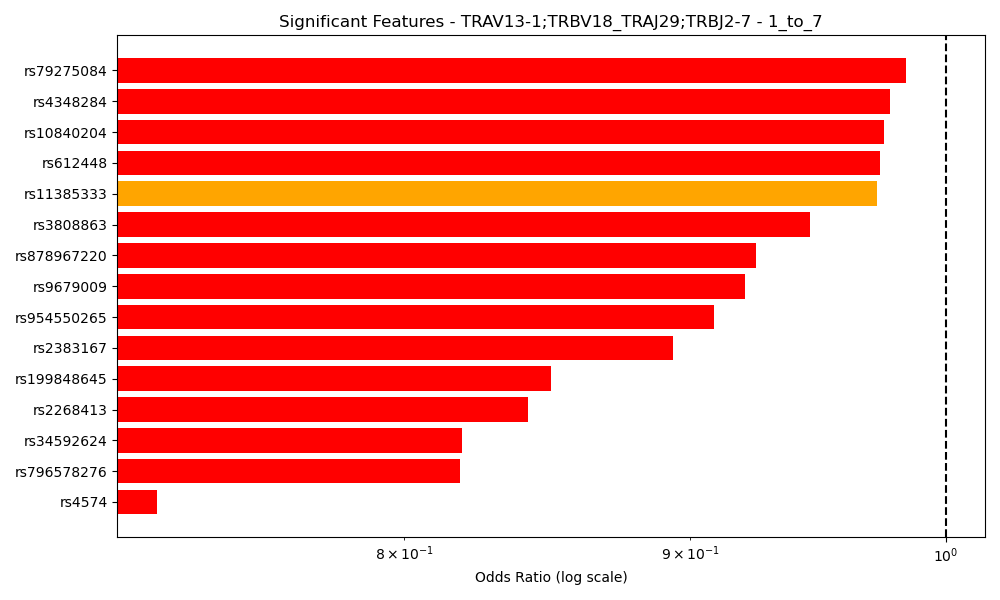 Significant Features - TRAV13-1;TRBV18_TRAJ29;TRBJ2-7 - 1_to_7
rs79275084
rs4348284
rs10840204
rs612448
rs11385333
rs3808863
rs878967220
rs9679009
rs954550265
rs2383167
rs199848645
rs2268413
rs34592624
rs796578276
rs4574
8 × 10⁻¹ 9 × 10⁻¹ 10⁰
Odds Ratio (log scale)